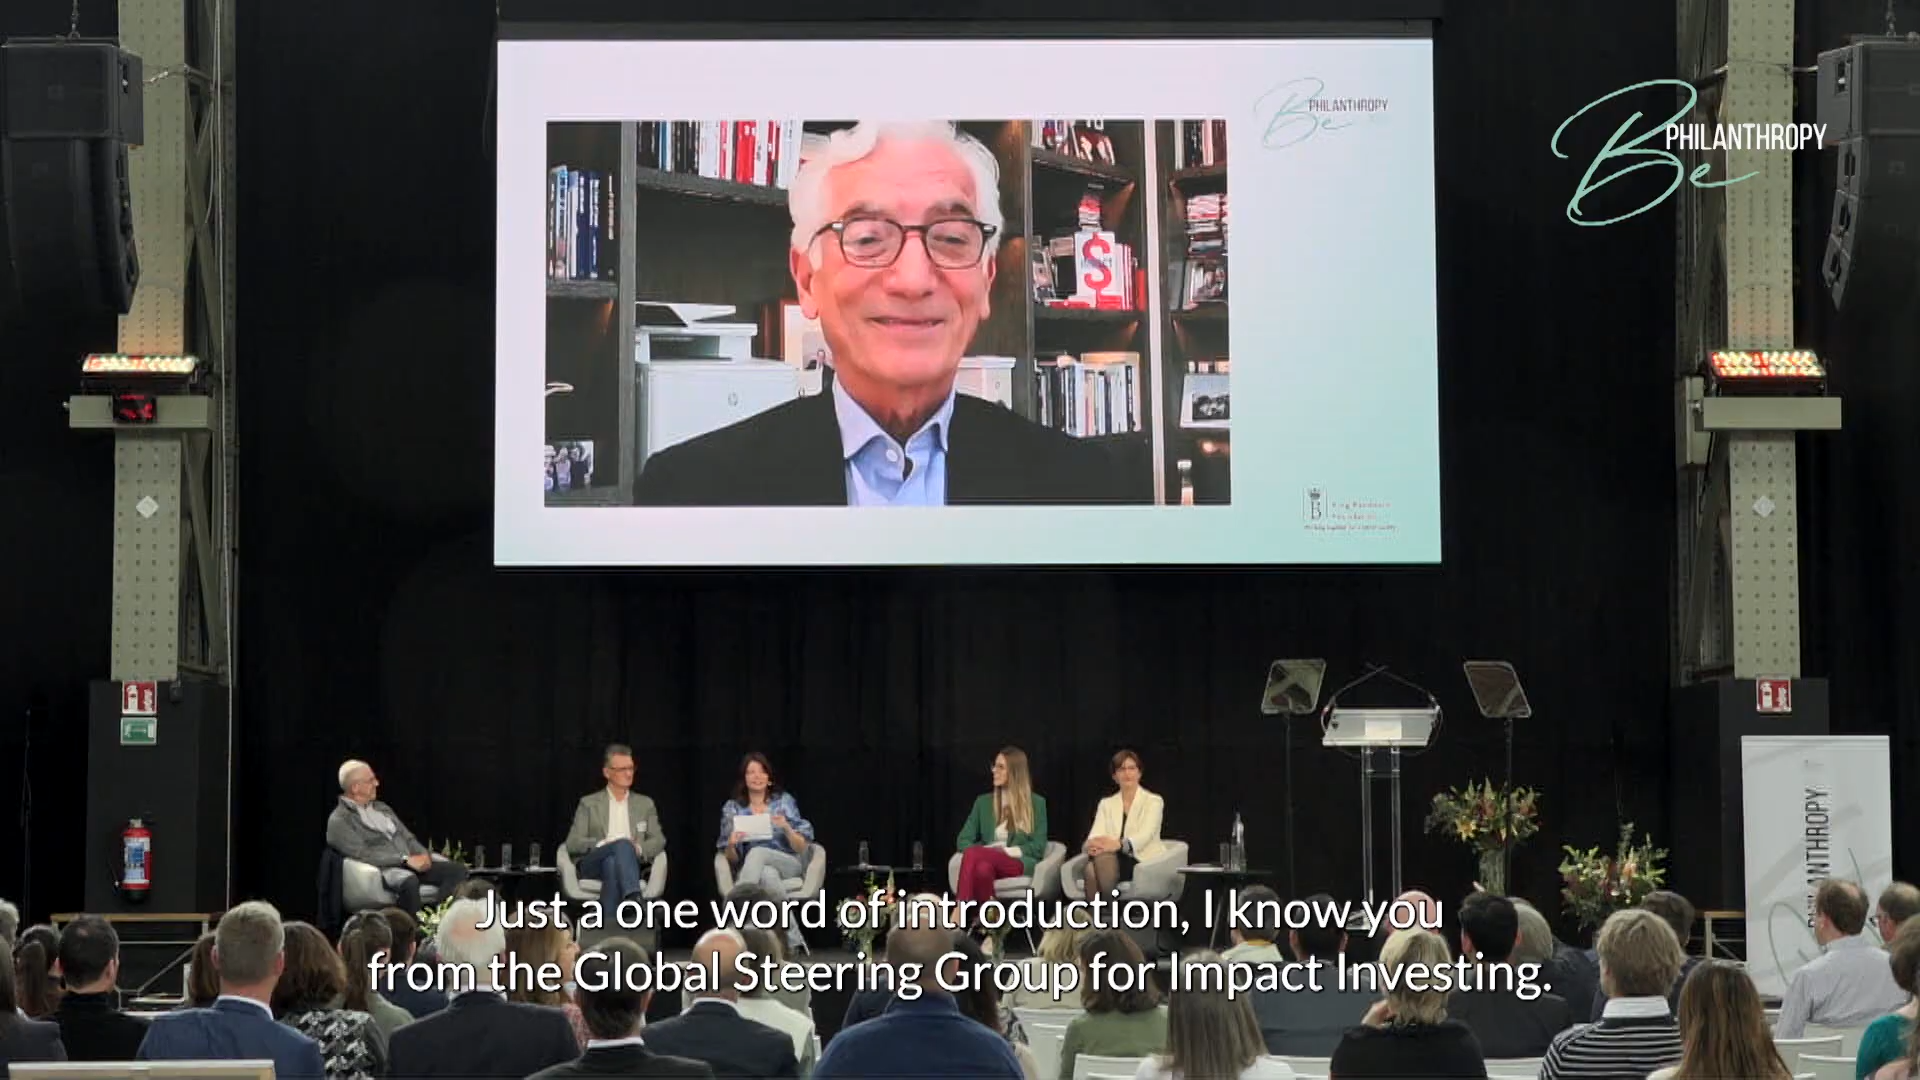 Be PHILANTHROPY
Be PHILANTHROPY
$
PHILANTHROPY
Just a one word of introduction, I know you
from the Global Steering Group for Impact Investing.